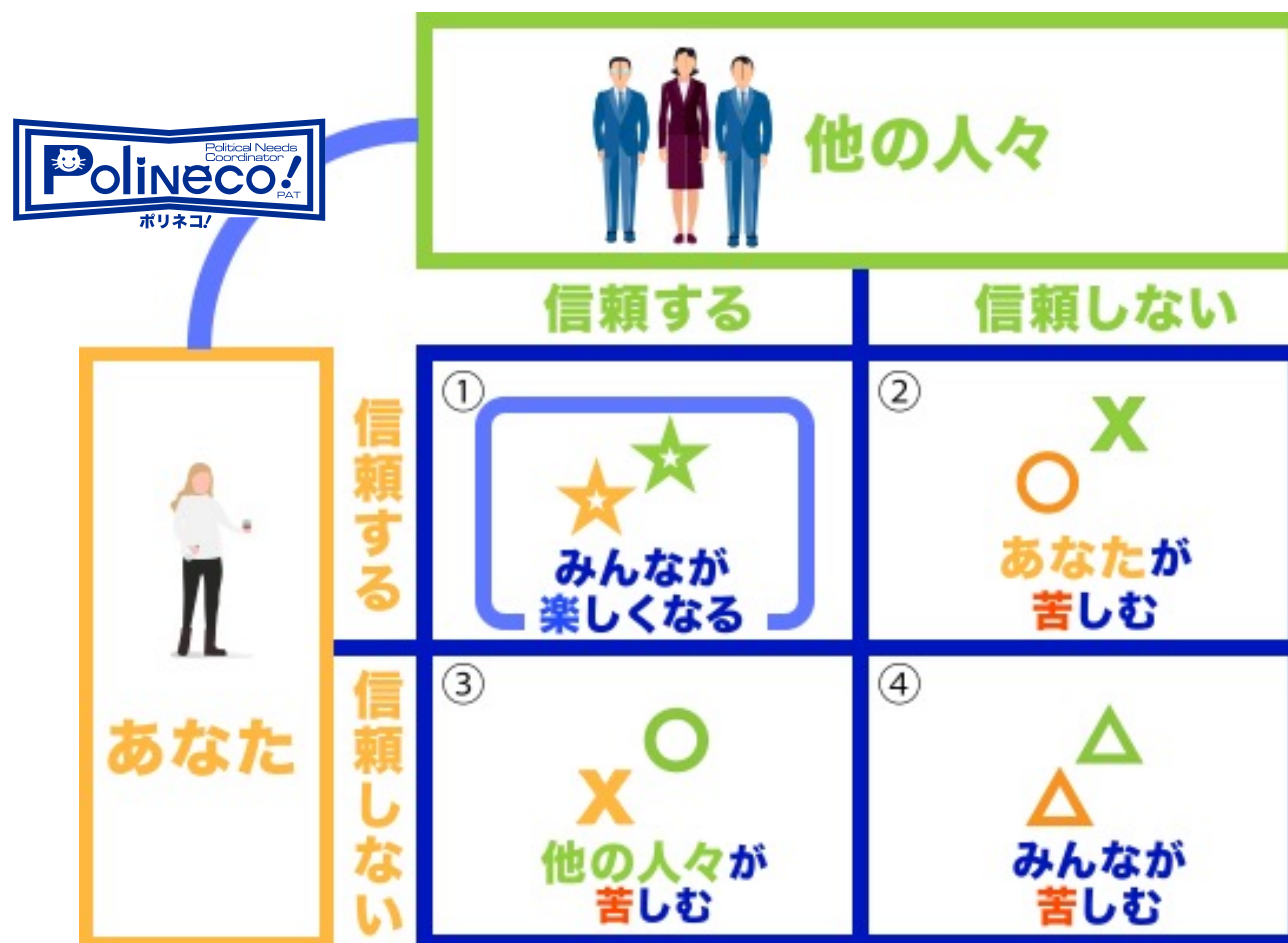 他の人々
Political Needs
Coordinator
Polineco!
PAT
ポリネコ!
信頼する
信頼しない
あなた
信頼する
①
みんなが
楽しくなる
②
X
あなたが
苦しむ
信頼しない
③
X
他の人々が
苦しむ
④
みんなが
苦しむ